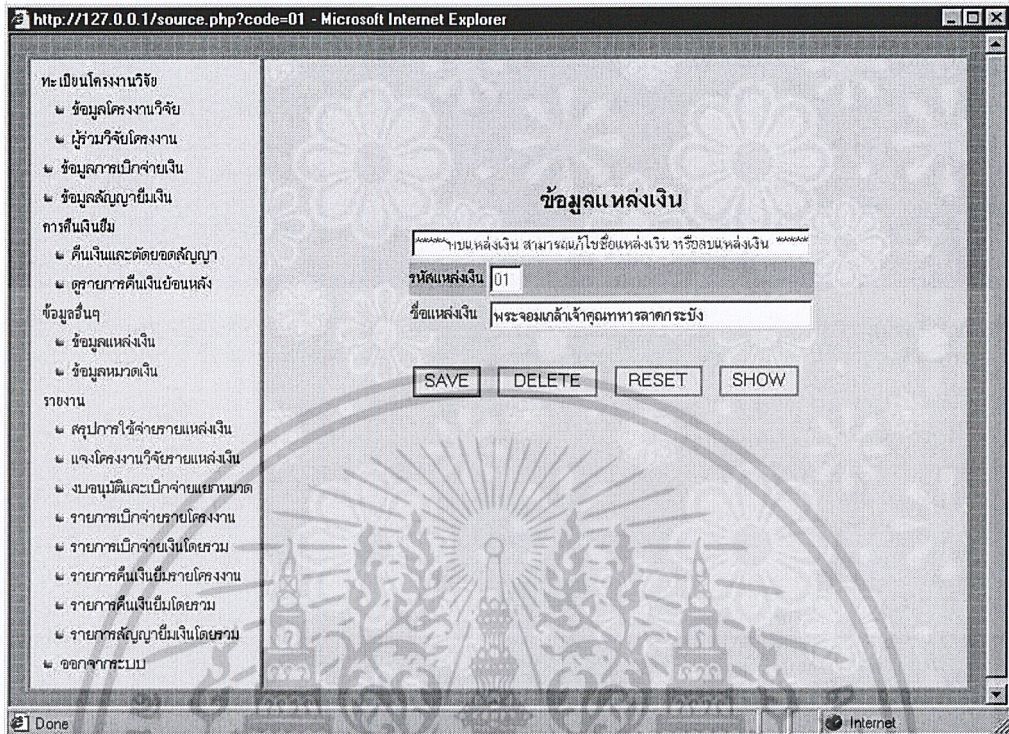 http://127.0.0.1/source.php?code=01 - Microsoft Internet Explorer
ทะเบียนโครงงานวิจัย
ข้อมูลโครงงานวิจัย
ผู้ร่วมวิจัยโครงงาน
ข้อมูลการเบิกจ่ายเงิน
ข้อมูลสัญญายืมเงิน
การคืนเงินยืม
คืนเงินและตัดยอดสัญญา
ดูรายการคืนเงินย้อนหลัง
ข้อมูลอื่นๆ
ข้อมูลแหล่งเงิน
ข้อมูลหมวดเงิน
รายงาน
สรุปการใช้จ่ายรายแหล่งเงิน
แจงโครงงานวิจัยรายแหล่งเงิน
งบอนุมัติและเบิกจ่ายแยกหมวด
รายการเบิกจ่ายรายโครงงาน
รายการเบิกจ่ายเงินโดยรวม
รายการคืนเงินยืมรายโครงงาน
รายการคืนเงินยืมโดยรวม
รายการสัญญายืมเงินโดยรวม
ออกจากระบบ
ข้อมูลแหล่งเงิน
*****พบแหล่งเงิน สามารถแก้ไขชื่อแหล่งเงิน หรือลบแหล่งเงิน *****
รหัสแหล่งเงิน 01
ชื่อแหล่งเงิน พระจอมเกล้าเจ้าคุณทหารลาดกระบัง
SAVE DELETE RESET SHOW
Done Internet